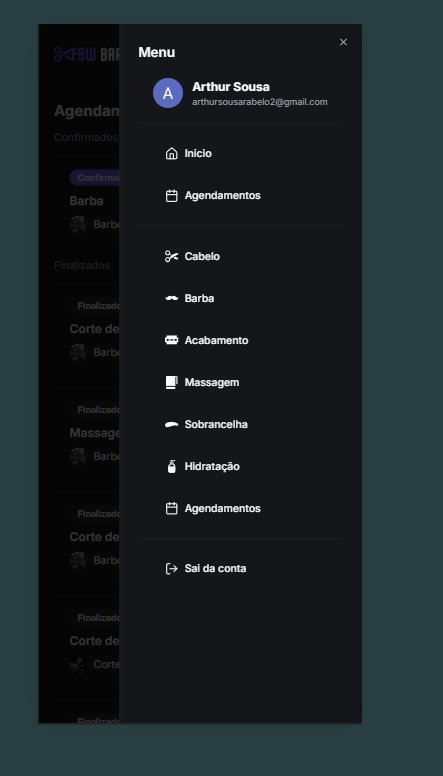 FSW BAR
Menu
A
Arthur Sousa
arthursousarabelo2@gmail.com
Inicio
Agendamentos
Cabelo
Barba
Acabamento
Massagem
Sobrancelha
Hidratação
Agendamentos
Sai da conta
Agendam
Confirmados
Confirma
Barba
Barbe
Finalizados
Finalizado
Corte de
Barbe
Finalizado
Massage
Barbe
Finalizado
Corte de
Barbe
Finalizado
Corte de
Corte
Finalizado